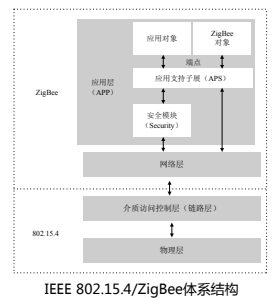 应用对象
ZigBee
对象
端点
应用层
（APP）
应用支持子层（APS）
ZigBee
安全模块
（Security）
网络层
介质访问控制层（链路层）
802.15.4
物理层
IEEE 802.15.4/ZigBee体系结构